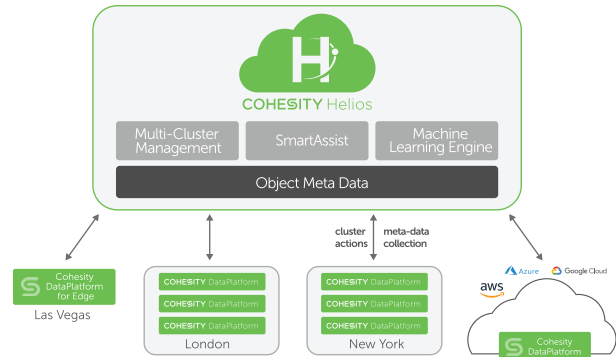 H
COHESITY Helios
Multi-Cluster
Management
SmartAssist
Machine
Learning Engine
Object Meta Data
cluster
actions
meta-data
collection
Cohesity
DataPlatform
for Edge
Las Vegas
COHESITY DataPlatform
COHESITY DataPlatform
COHESITY DataPlatform
London
COHESITY DataPlatform
COHESITY DataPlatform
COHESITY DataPlatform
New York
Azure
Google Cloud
aws
Cohesity
DataPlatform